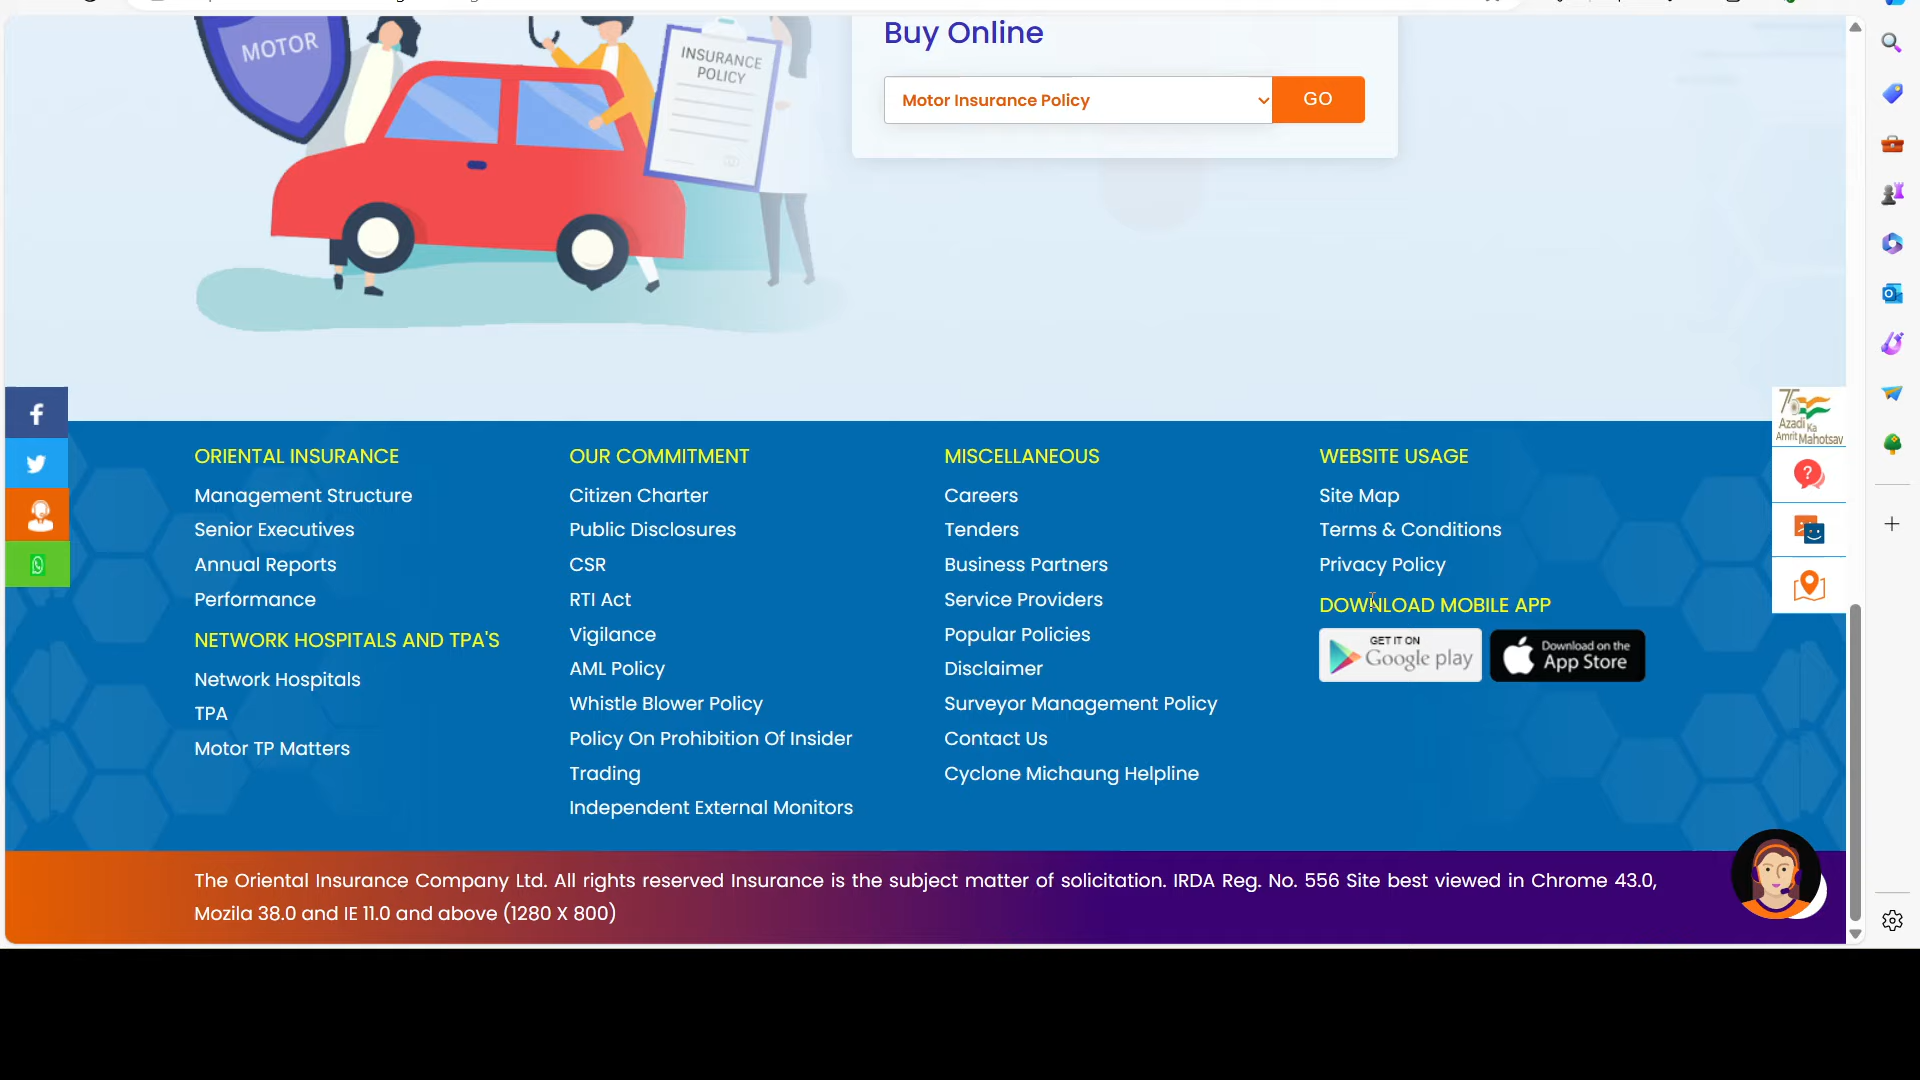 MOTOR
INSURANCE
POLICY
Buy Online
Motor Insurance Policy
GO
75
Azadi
Ka
Amrit Mahotsav
ORIENTAL INSURANCE
Management Structure
Senior Executives
Annual Reports
Performance
NETWORK HOSPITALS AND TPA'S
Network Hospitals
TPA
Motor TP Matters
OUR COMMITMENT
Citizen Charter
Public Disclosures
CSR
RTI Act
Vigilance
AML Policy
Whistle Blower Policy
Policy On Prohibition Of Insider
Trading
Independent External Monitors
MISCELLANEOUS
Careers
Tenders
Business Partners
Service Providers
Popular Policies
Disclaimer
Surveyor Management Policy
Contact Us
Cyclone Michaung Helpline
WEBSITE USAGE
Site Map
Terms & Conditions
Privacy Policy
DOWNLOAD MOBILE APP
GET IT ON
Google play
Download on the
App Store
The Oriental Insurance Company Ltd. All rights reserved Insurance is the subject matter of solicitation. IRDA Reg. No. 556 Site best viewed in Chrome 43.0,
Mozila 38.0 and IE 11.0 and above (1280 X 800)